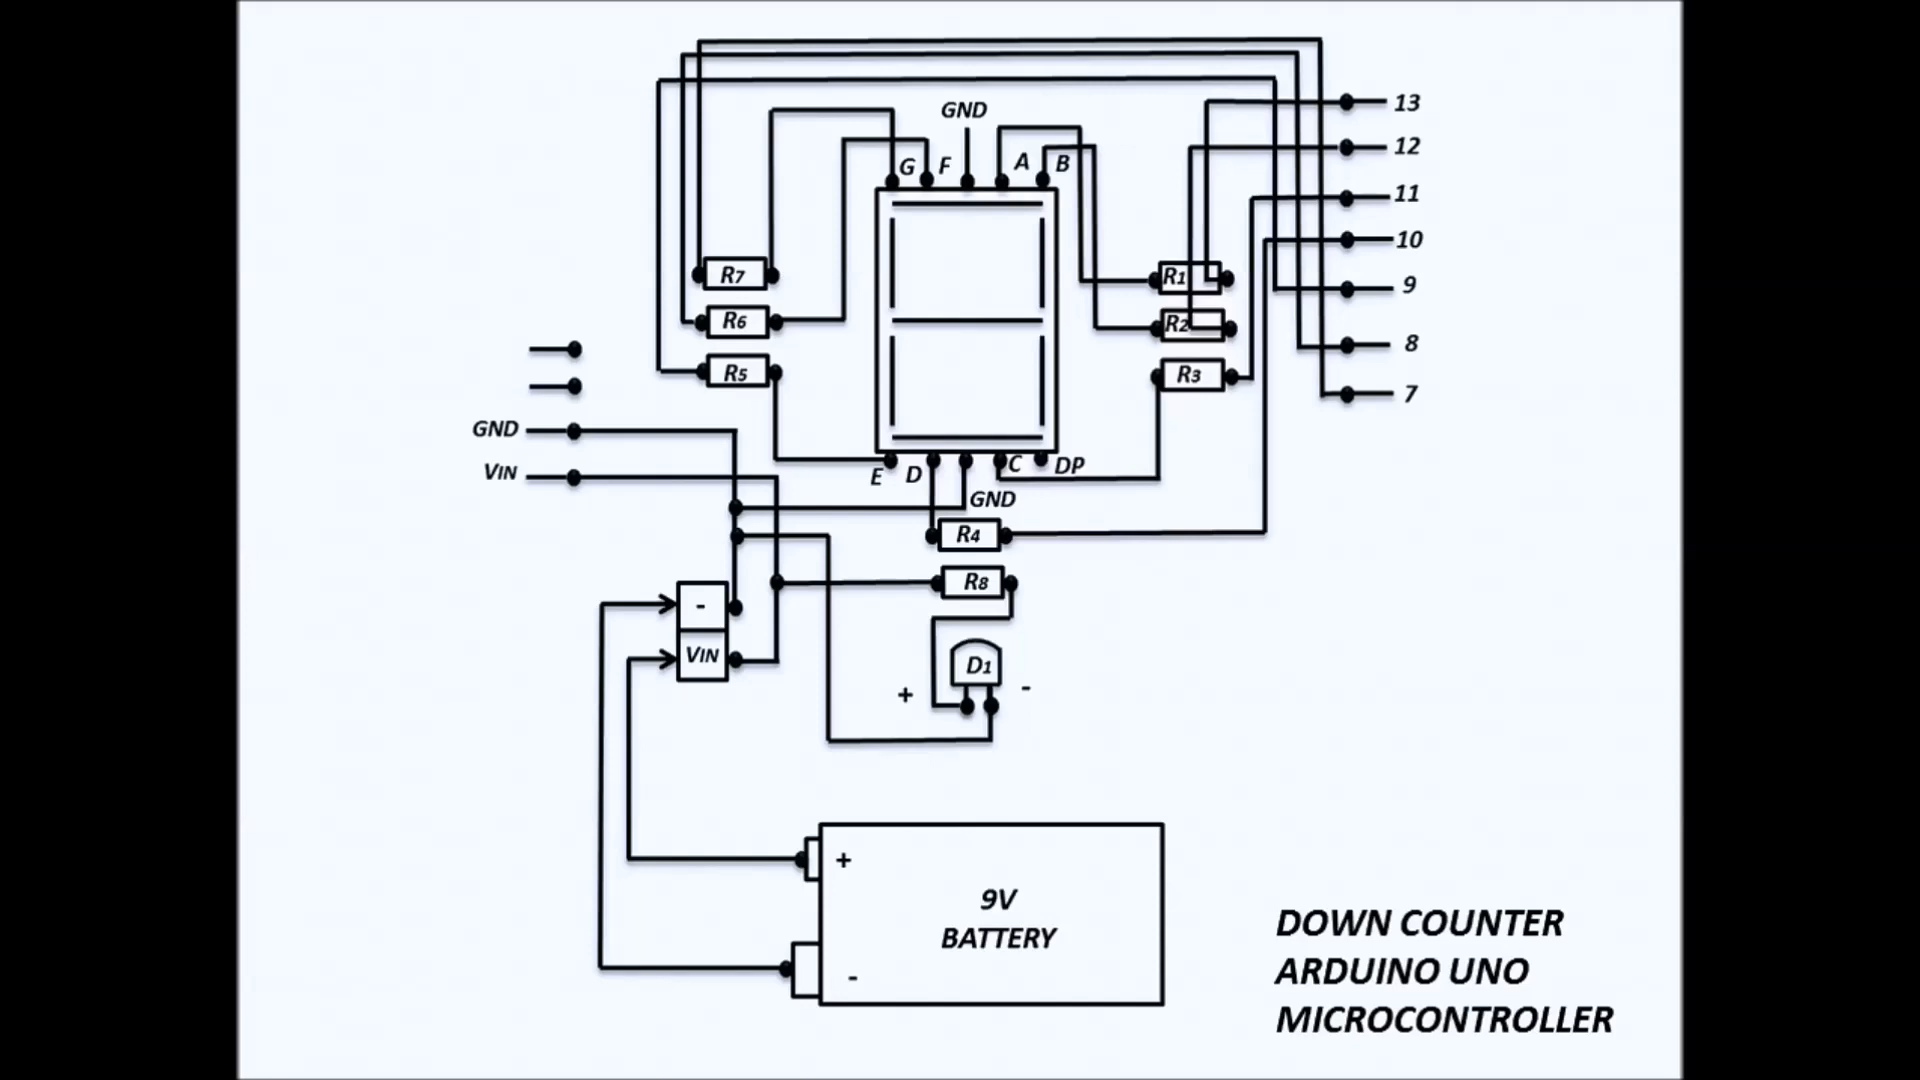 GND
13
12
11
10
9
8
7
G
F
A
B
R7
R6
R5
R1
R2
R3
GND
VIN
E
D
C
DP
GND
R4
R8
-
VIN
D1
+
-
+
9V
BATTERY
-
DOWN COUNTER
ARDUINO UNO
MICROCONTROLLER